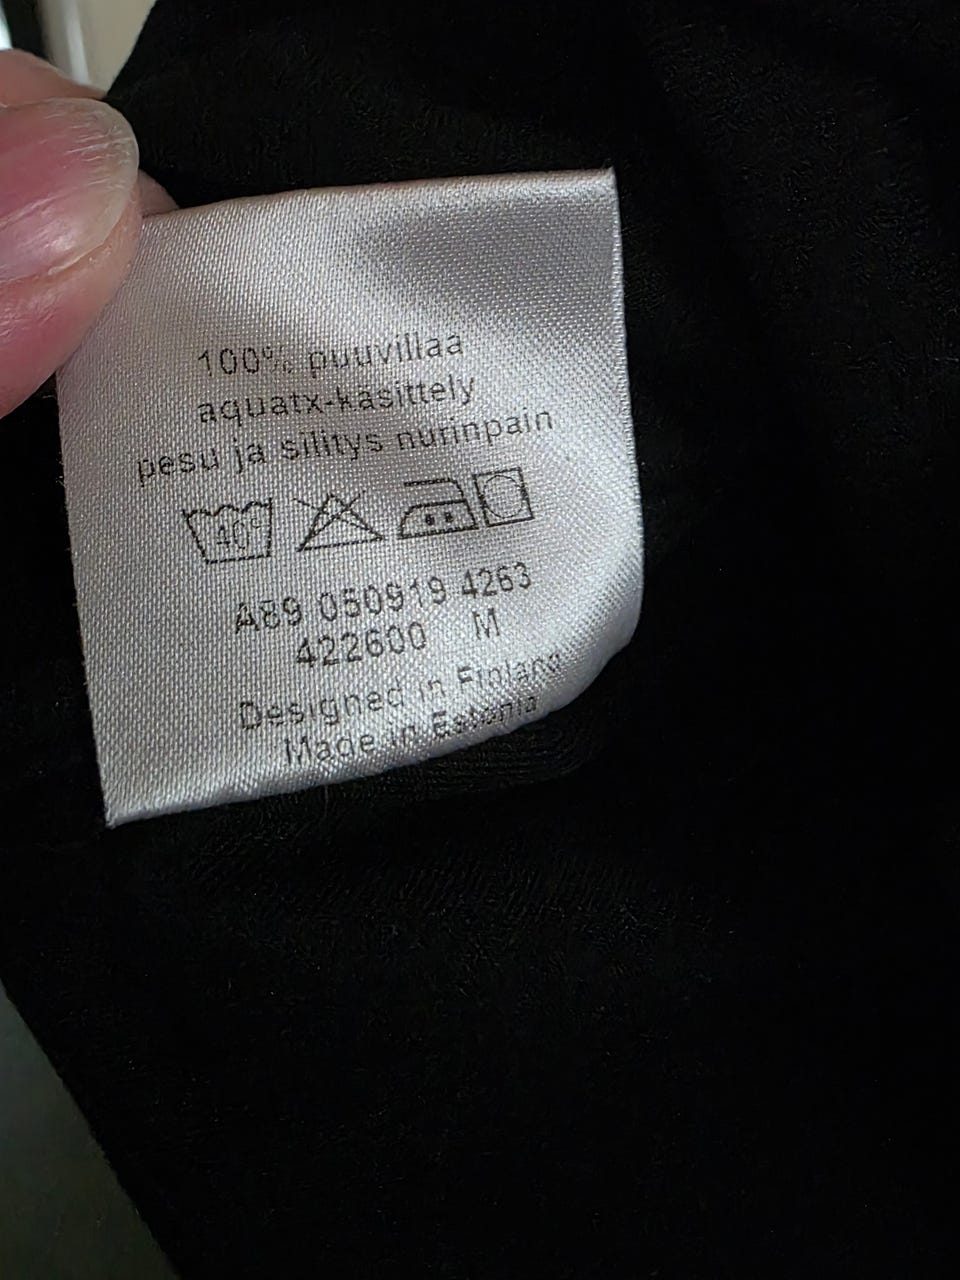 100% puuvillaa
aquatx-käsittely
pesu ja silitys nurinpäin
40°
A89 050919 4263
422600 M
Designed in Finland
Made in Estonia